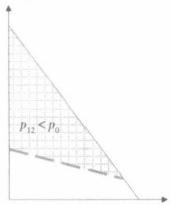 p₁₂ < p₀